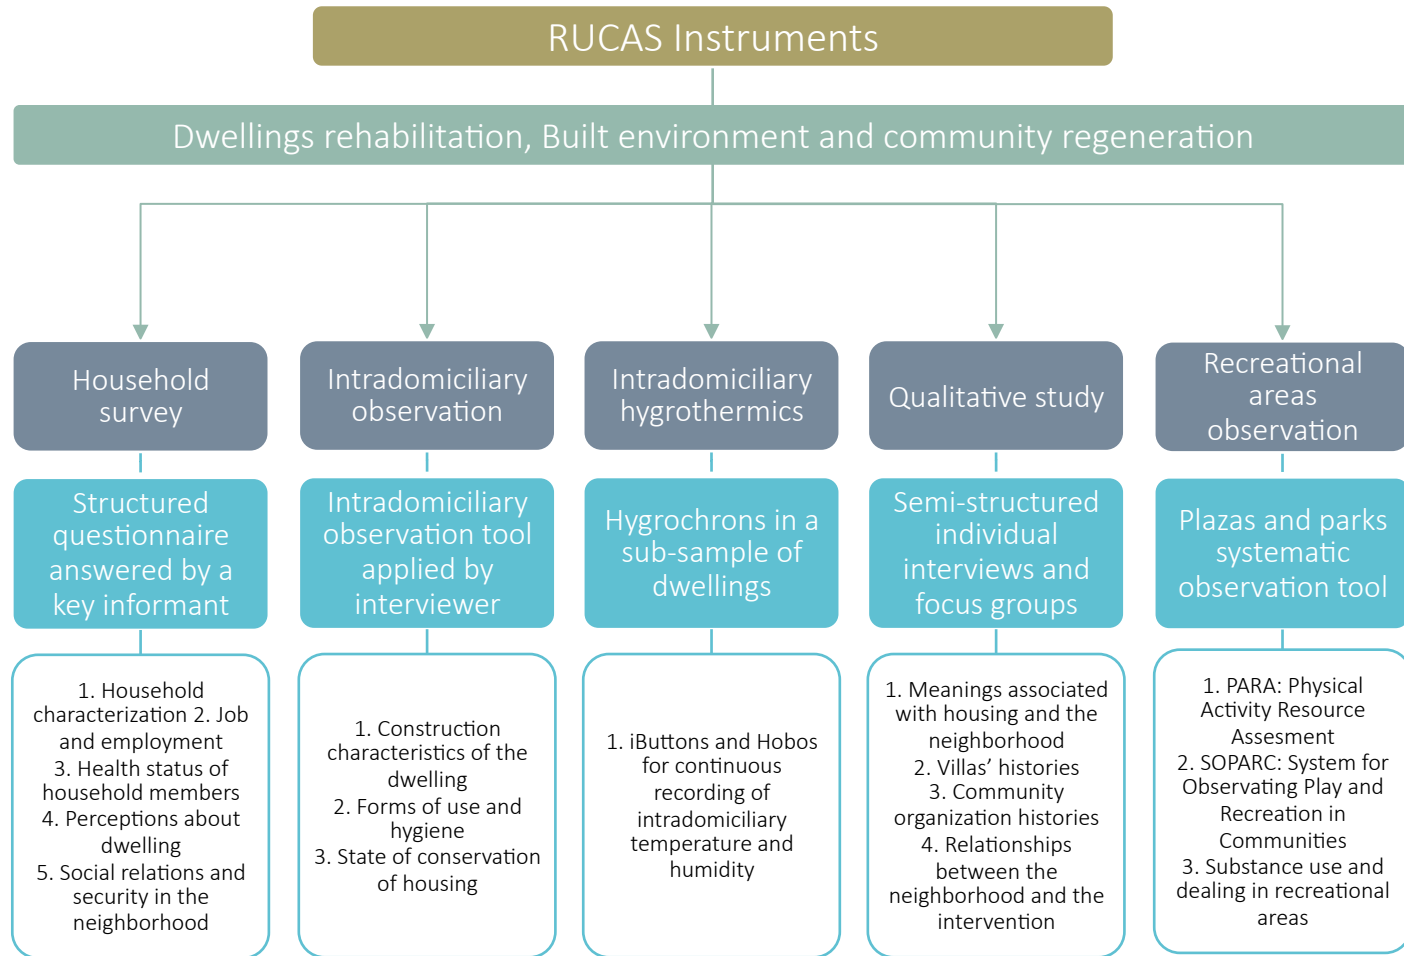 RUCAS Instruments
Dwellings rehabilitation, Built environment and community regeneration
Household
survey
Intradomiciliary
observation
Intradomiciliary
hygrothermics
Qualitative study
Recreational
areas
observation
Structured
questionnaire
answered by a
key informant
Intradomiciliary
observation tool
applied by
interviewer
Hygrochrons in a
sub-sample of
dwellings
Semi-structured
individual
interviews and
focus groups
Plazas and parks
systematic
observation tool
1. Household
characterization 2. Job
and employment
3. Health status of
household members
4. Perceptions about
dwelling
5. Social relations and
security in the
neighborhood
1. Construction
characteristics of the
dwelling
2. Forms of use and
hygiene
3. State of conservation
of housing
1. iButtons and Hobos
for continuous
recording of
intradomiciliary
temperature and
humidity
1. Meanings associated
with housing and the
neighborhood
2. Villas’ histories
3. Community
organization histories
4. Relationships
between the
neighborhood and the
intervention
1. PARA: Physical
Activity Resource
Assesment
2. SOPARC: System for
Observating Play and
Recreation in
Communities
3. Substance use and
dealing in recreational
areas